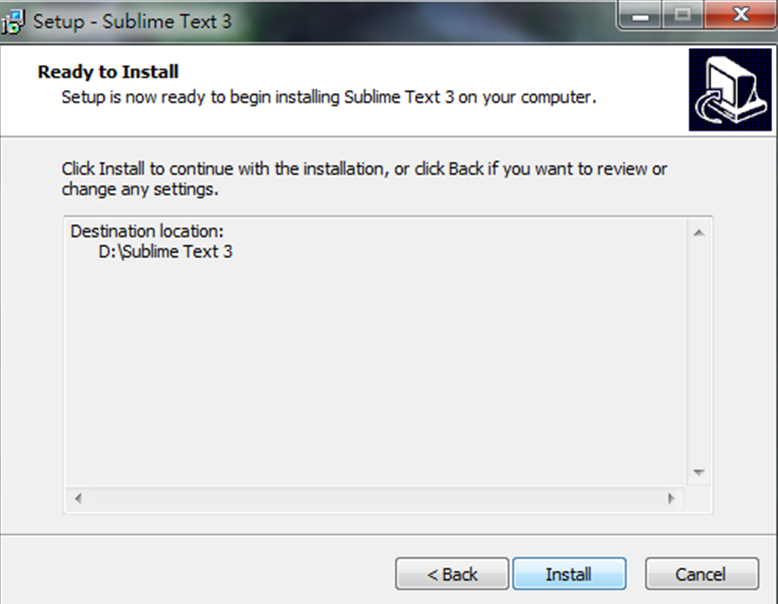 Setup - Sublime Text 3
Ready to Install
Setup is now ready to begin installing Sublime Text 3 on your computer.
Click Install to continue with the installation, or click Back if you want to review or
change any settings.
Destination location:
D:\Sublime Text 3
< Back
Install
Cancel